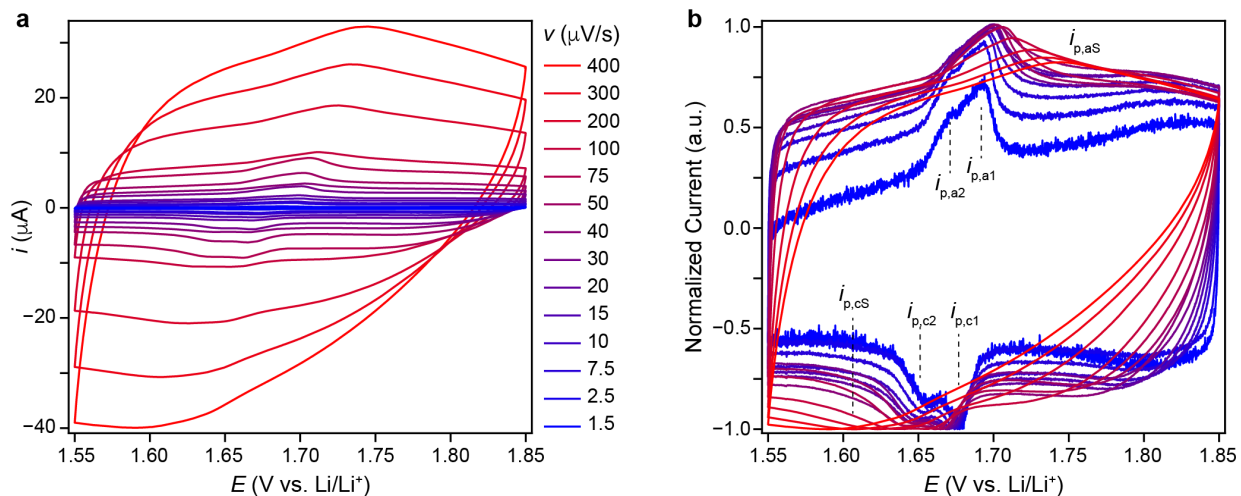 a
i (μA)
20
0
−20
−40
1.55
1.60
1.65
1.70
1.75
1.80
1.85
E (V vs. Li/Li⁺)
v (μV/s)
400
300
200
100
75
50
40
30
20
15
10
7.5
2.5
1.5
b
Normalized Current (a.u.)
1.0
0.5
0.0
−0.5
−1.0
i p,aS
i p,a1
i p,a2
i p,cS
i p,c2
i p,c1
1.55
1.60
1.65
1.70
1.75
1.80
1.85
E (V vs. Li/Li⁺)